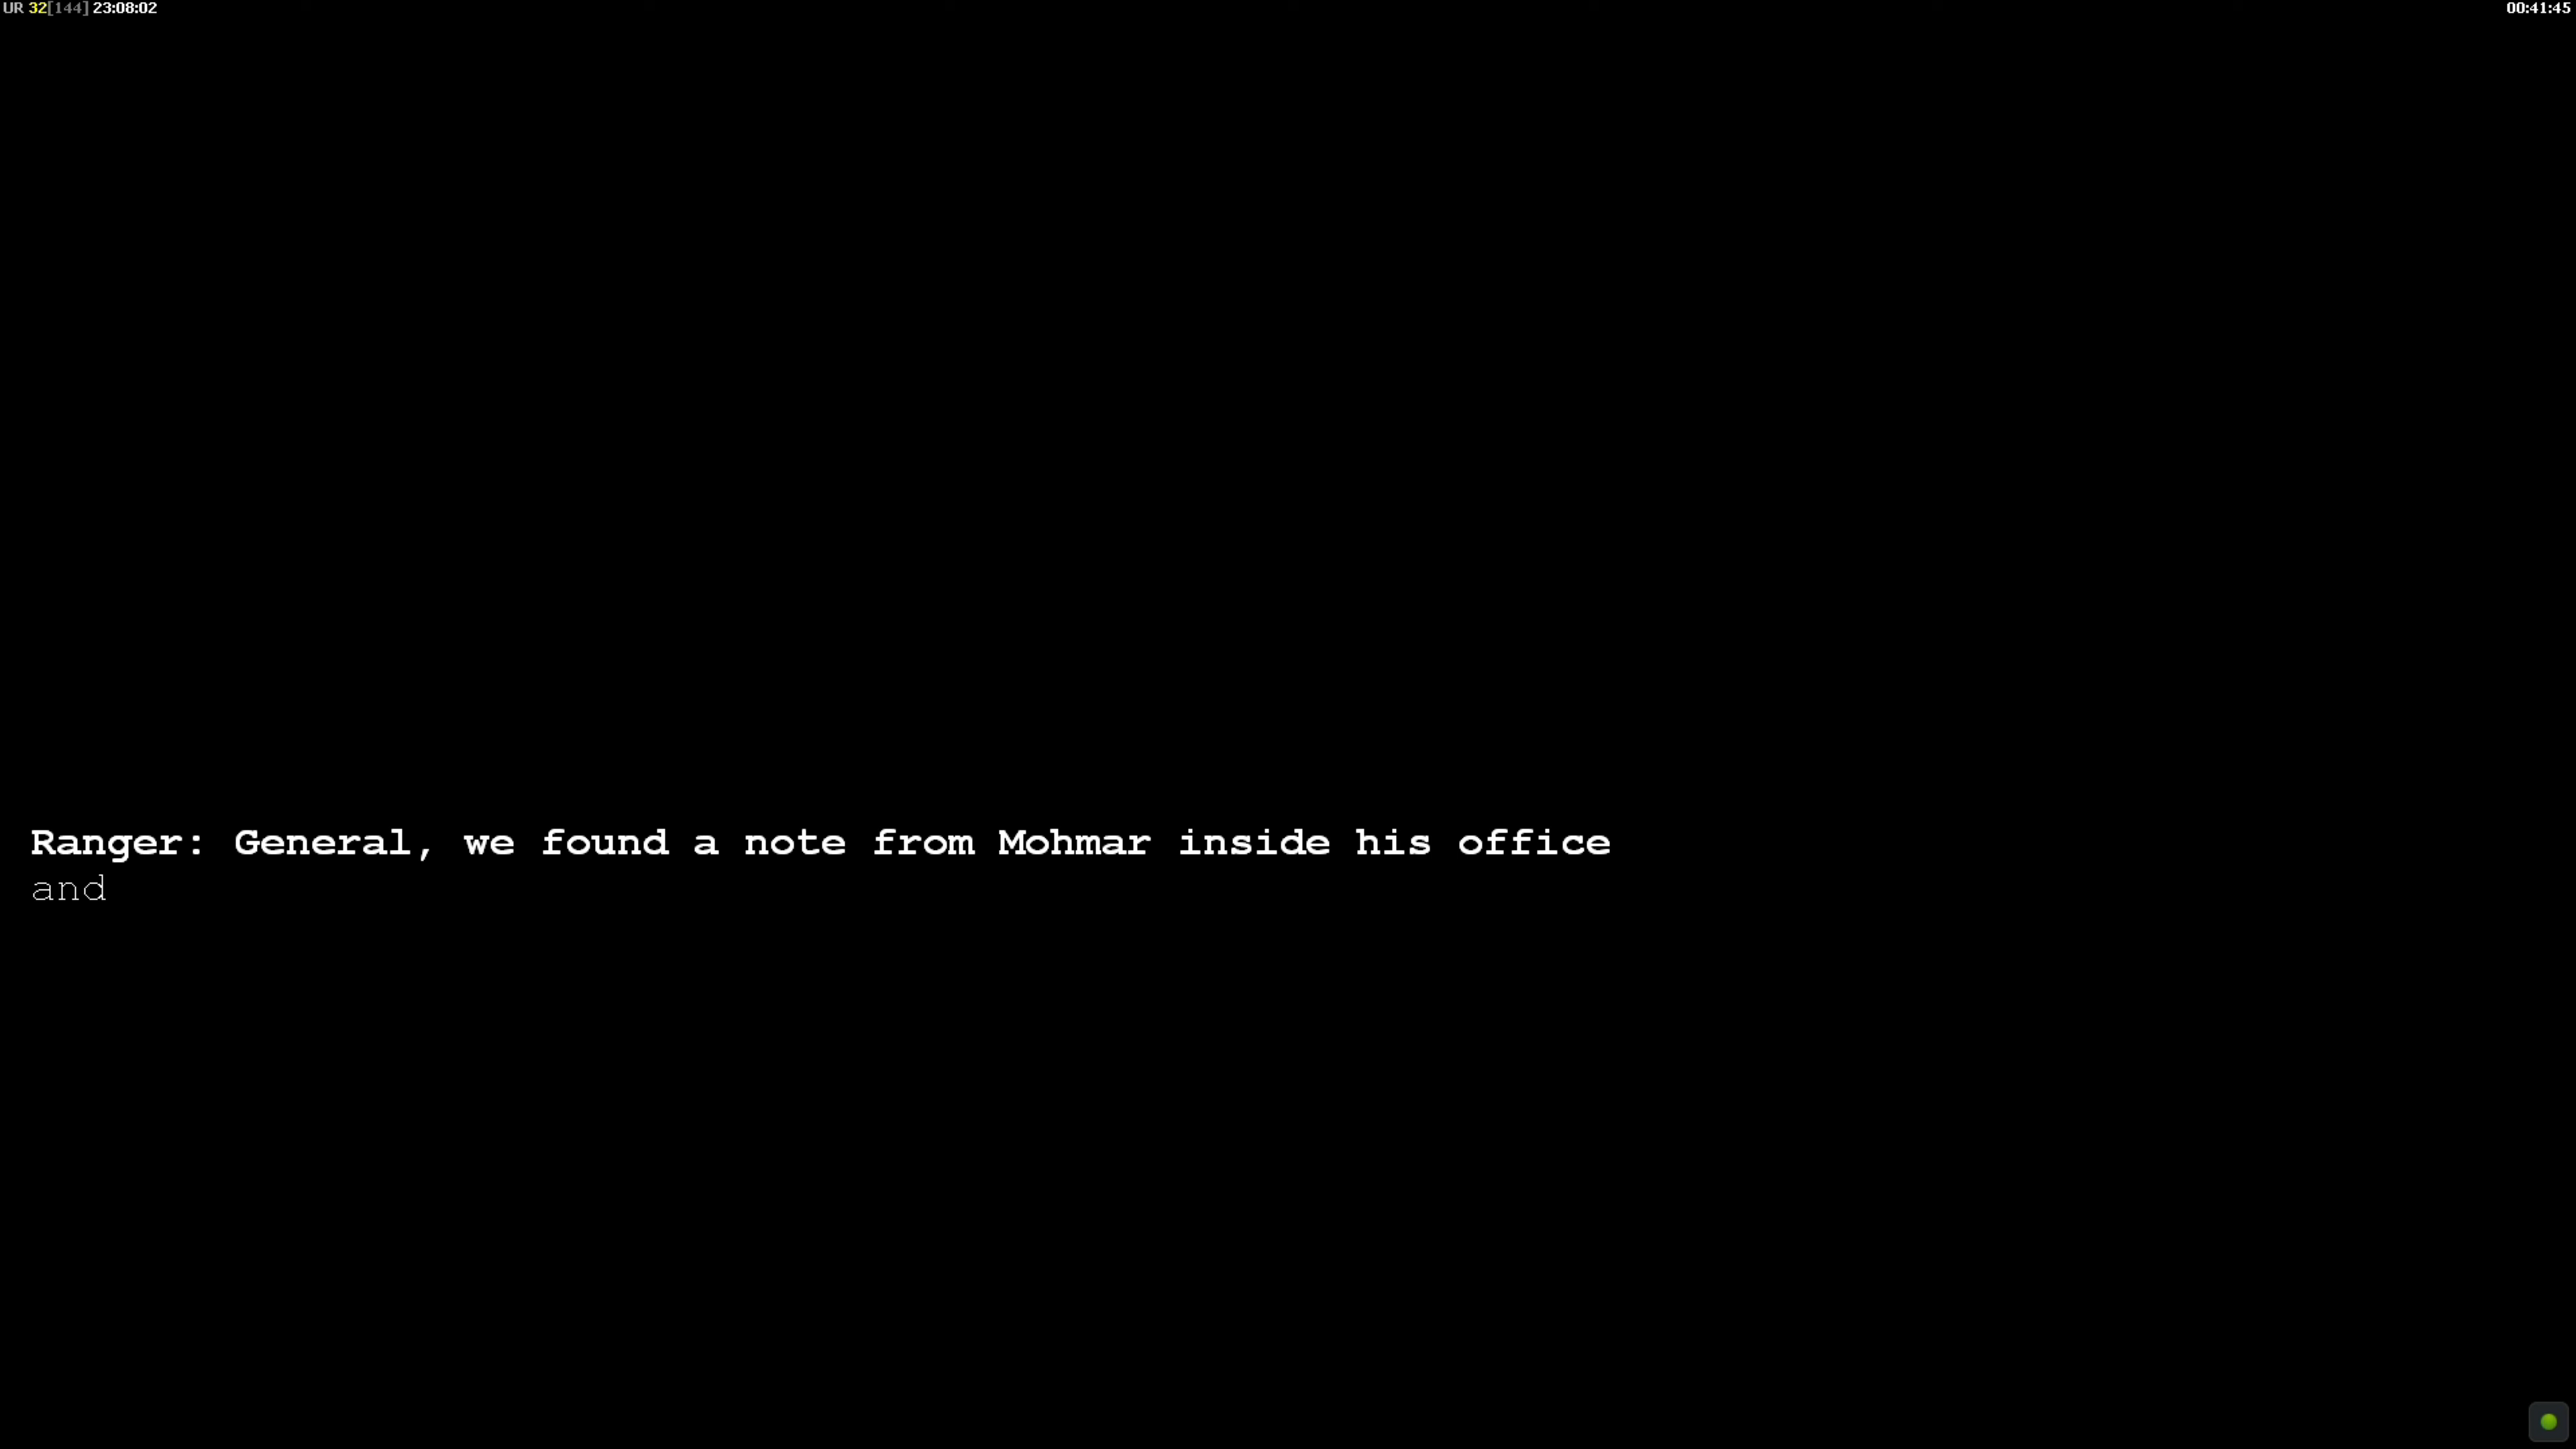 UR 32[144] 23:08:02
00:41:45
Ranger: General, we found a note from Mohmar inside his office
and